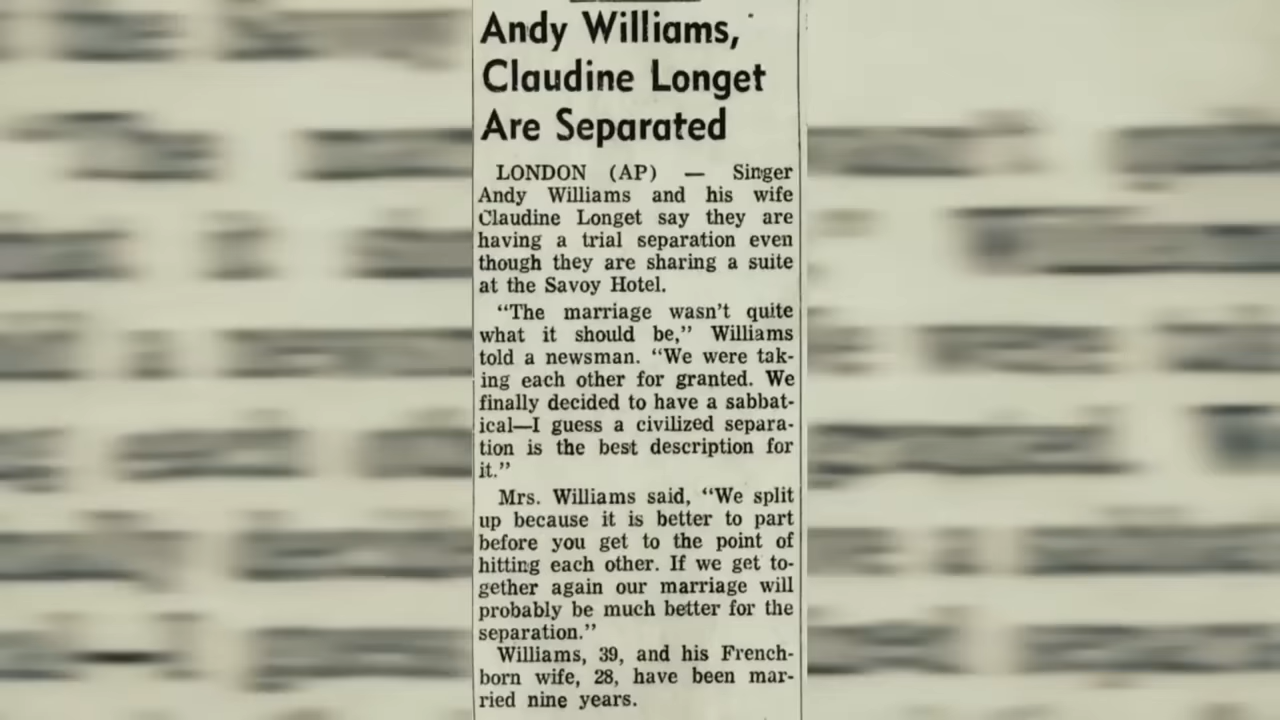 Andy Williams,
Claudine Longet
Are Separated
LONDON (AP) — Singer
Andy Williams and his wife
Claudine Longet say they are
having a trial separation even
though they are sharing a suite
at the Savoy Hotel.
“The marriage wasn’t quite
what it should be,” Williams
told a newsman. “We were tak-
ing each other for granted. We
finally decided to have a sabbat-
ical—I guess a civilized separa-
tion is the best description for
it.”
Mrs. Williams said, “We split
up because it is better to part
before you get to the point of
hitting each other. If we get to-
gether again our marriage will
probably be much better for the
separation.”
Williams, 39, and his French-
born wife, 28, have been mar-
ried nine years.